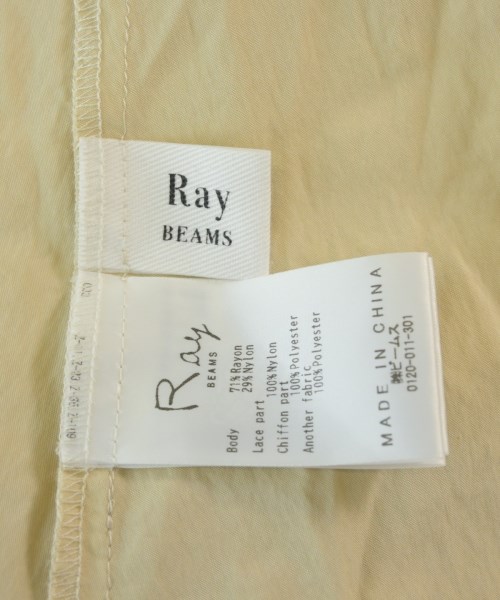 Ray
BEAMS
Ray
BEAMS
Body
71%Rayon
29%Nylon
Lace part
100%Nylon
Chiffon part
100%Polyester
Another fabric
100%Polyester
MADE IN CHINA
㈱ビームス
0120-011-301